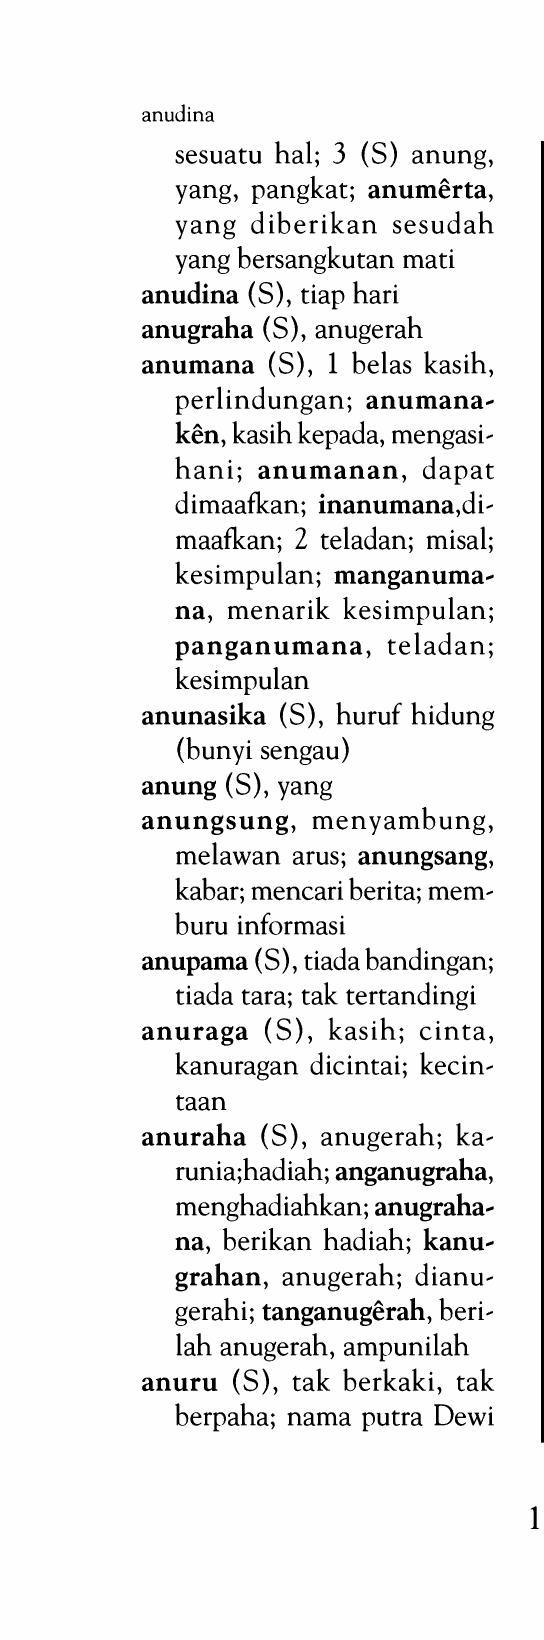 anudina
sesuatu hal; 3 (S) anung,
yang, pangkat; anumêrta,
yang diberikan sesudah
yang bersangkutan mati
anudina (S), tiap hari
anugraha (S), anugerah
anumana (S), 1 belas kasih,
perlindungan; anumana-
kên, kasih kepada, mengasi-
hani; anumanan, dapat
dimaafkan; inanumana,di-
maafkan; 2 teladan; misal;
kesimpulan; manganuma-
na, menarik kesimpulan;
panganumana, teladan;
kesimpulan
anunasika (S), huruf hidung
(bunyi sengau)
anung (S), yang
anungsung, menyambung,
melawan arus; anungsang,
kabar; mencari berita; mem-
buru informasi
anupama (S), tiada bandingan;
tiada tara; tak tertandingi
anuraga (S), kasih; cinta,
kanuragan dicintai; kecin-
taan
anuraha (S), anugerah; ka-
runia;hadiah; anganugraha,
menghadiahkan; anugraha-
na, berikan hadiah; kanu-
grahan, anugerah; dianu-
gerahi; tanganugêrah, beri-
lah anugerah, ampunilah
anuru (S), tak berkaki, tak
berpaha; nama putra Dewi
1